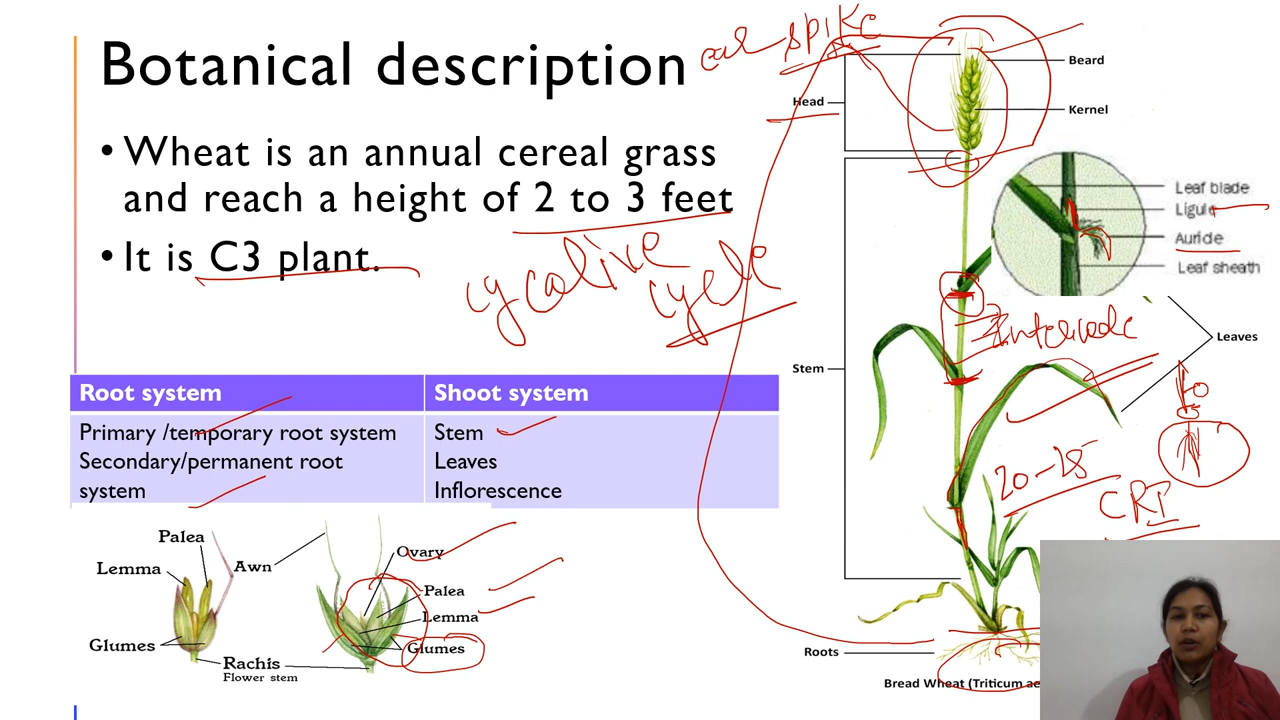 Botanical description
ear spike
• Wheat is an annual cereal grass
and reach a height of 2 to 3 feet
• It is C3 plant.
cycalive
cycle
Root system
Shoot system
Primary /temporary root system
Secondary/permanent root
system
Stem
Leaves
Inflorescence
Palea
Lemma
Awn
Glumes
Rachis
Flower stem
Ovary
Palea
Lemma
Glumes
Head
Beard
Kernel
Leaf blade
Ligule
Auricle
Leaf sheath
Internode
Leaves
Stem
20-25
CRI
Roots
Bread Wheat (Triticum ae